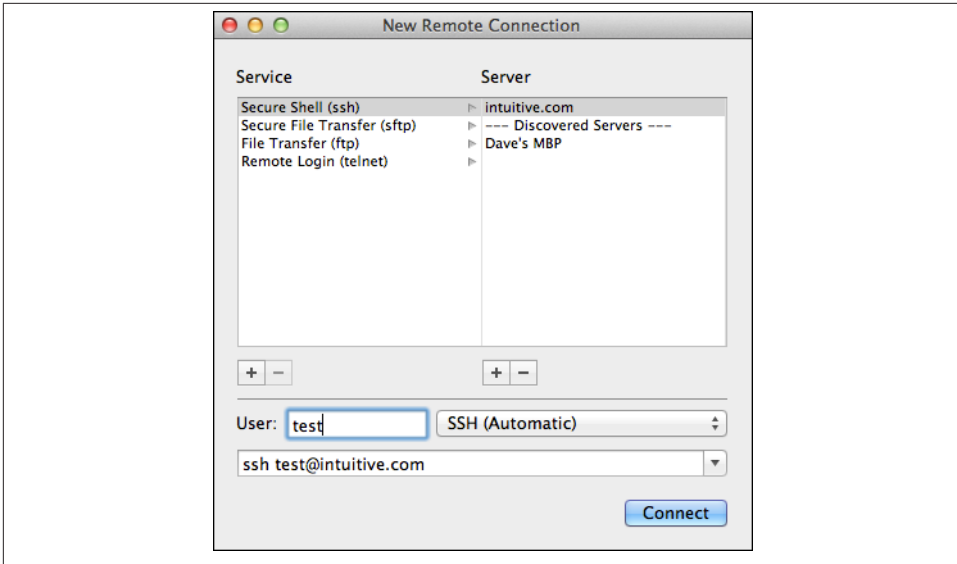 New Remote Connection
Service
Server
Secure Shell (ssh)
intuitive.com
Secure File Transfer (sftp)
--- Discovered Servers ---
File Transfer (ftp)
Dave's MBP
Remote Login (telnet)
+ −
+ −
User: test SSH (Automatic)
ssh test@intuitive.com
Connect